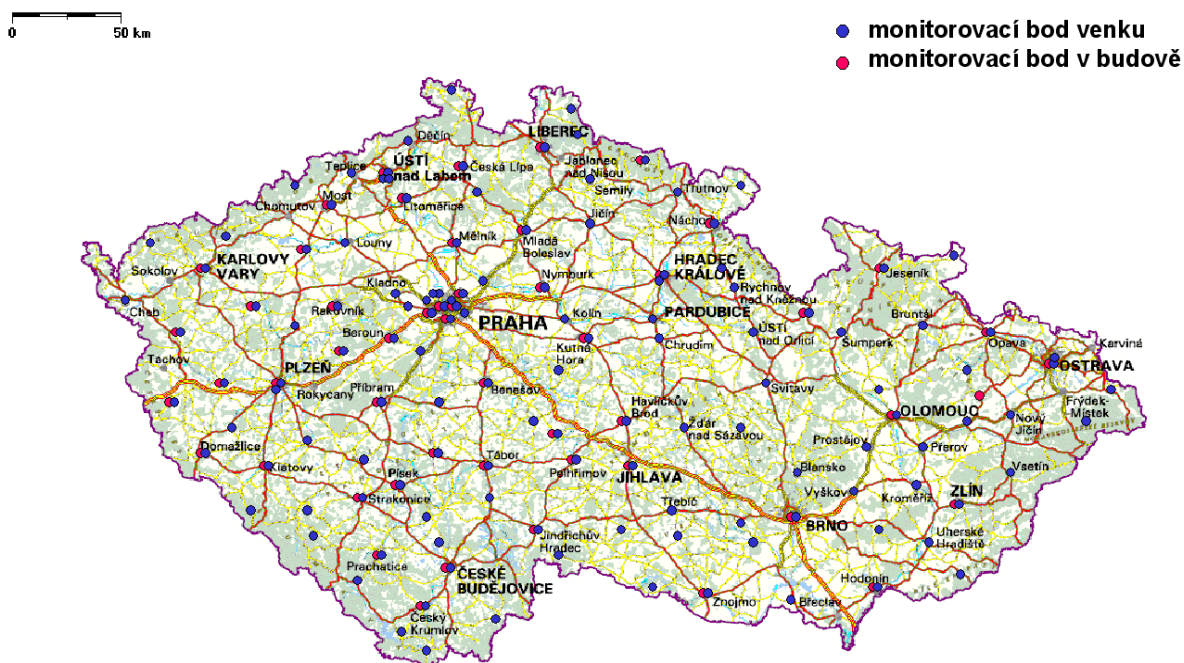 0 50 km
monitorovací bod venku
monitorovací bod v budově
Děčín
LIBEREC
Teplice
ÚSTÍ
nad Labem
Česká Lípa
Jablonec
nad Nisou
Semily
Trutnov
Chomutov
Most
Litoměřice
Jičín
Náchod
Louny
Mělník
Mladá
Boleslav
Sokolov
KARLOVY
VARY
HRADEC
KRÁLOVÉ
Jeseník
Cheb
Kladno
Nymburk
Rychnov
nad Kněžnou
Rakovník
PRAHA
Kolín
PARDUBICE
Bruntál
Beroun
ÚSTÍ
nad Orlicí
Šumperk
Opava
Karviná
Tachov
Kutná
Hora
Chrudim
OSTRAVA
PLZEŇ
Rokycany
Příbram
Benešov
Svitavy
Havlíčkův
Brod
Frýdek-
Místek
OLOMOUC
Nový
Jičín
Žďár
nad Sázavou
Domažlice
Prostějov
Přerov
Klatovy
Písek
Tábor
Pelhřimov
JIHLAVA
Blansko
Vsetín
Strakonice
Vyškov
Kroměříž
ZLÍN
Třebíč
BRNO
Jindřichův
Hradec
Uherské
Hradiště
Prachatice
ČESKÉ
BUDĚJOVICE
Hodonín
Český
Krumlov
Znojmo
Břeclav